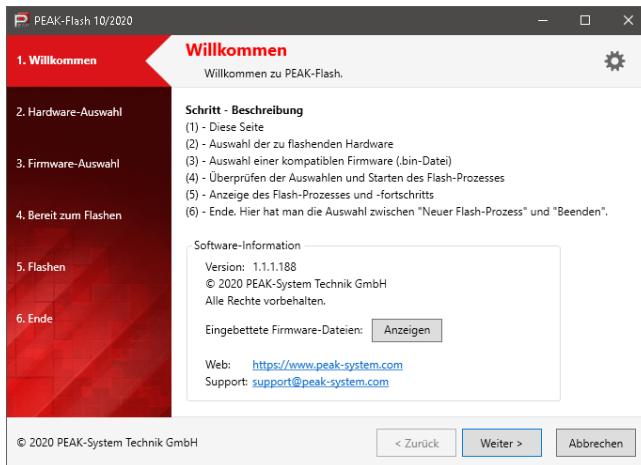 PEAK-Flash 10/2020
1. Willkommen
2. Hardware-Auswahl
3. Firmware-Auswahl
4. Bereit zum Flashen
5. Flashen
6. Ende
Willkommen
Willkommen zu PEAK-Flash.
Schritt - Beschreibung
(1) - Diese Seite
(2) - Auswahl der zu flashenden Hardware
(3) - Auswahl einer kompatiblen Firmware (.bin-Datei)
(4) - Überprüfen der Auswahlen und Starten des Flash-Prozesses
(5) - Anzeige des Flash-Prozesses und -fortschritts
(6) - Ende. Hier hat man die Auswahl zwischen "Neuer Flash-Prozess" und "Beenden".
Software-Information
Version: 1.1.1.188
© 2020 PEAK-System Technik GmbH
Alle Rechte vorbehalten.
Eingebettete Firmware-Dateien: Anzeigen
Web: https://www.peak-system.com
Support: support@peak-system.com
© 2020 PEAK-System Technik GmbH
< Zurück Weiter > Abbrechen